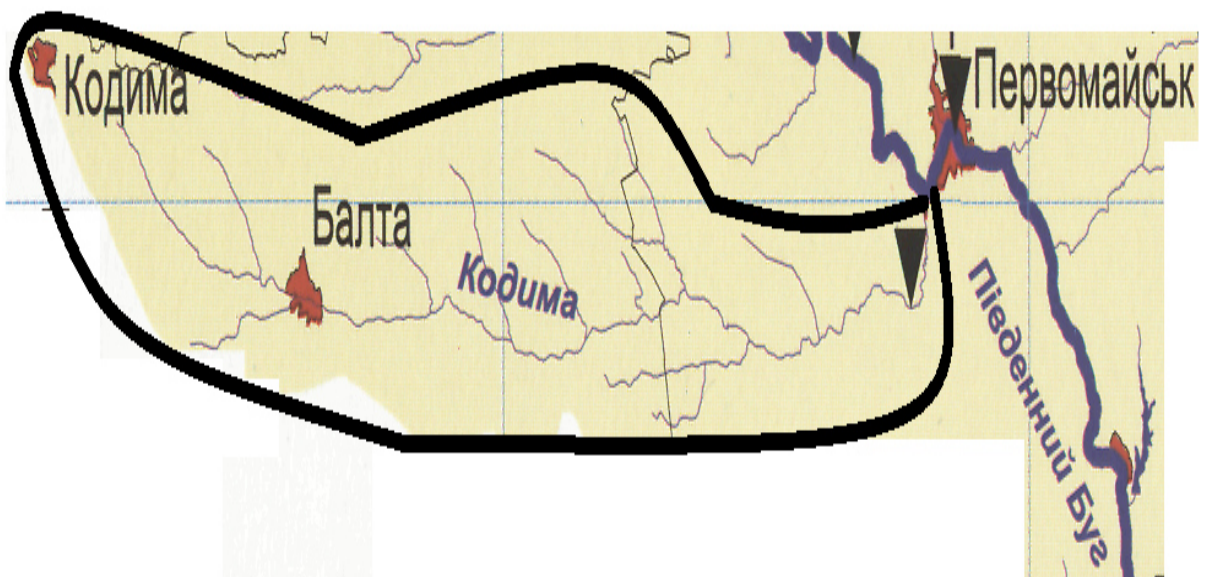 Кодима
Первомайськ
Балта
Кодима
Південний Буг